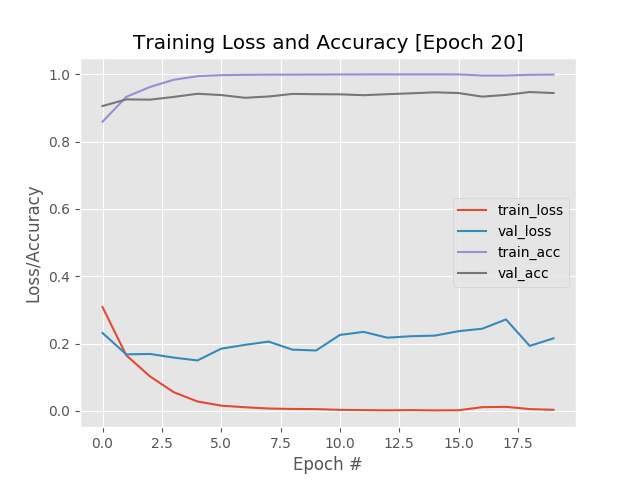 Training Loss and Accuracy [Epoch 20]
1.0
0.8
0.6
0.4
0.2
0.0
Loss/Accuracy
train_loss
val_loss
train_acc
val_acc
0.0 2.5 5.0 7.5 10.0 12.5 15.0 17.5
Epoch #